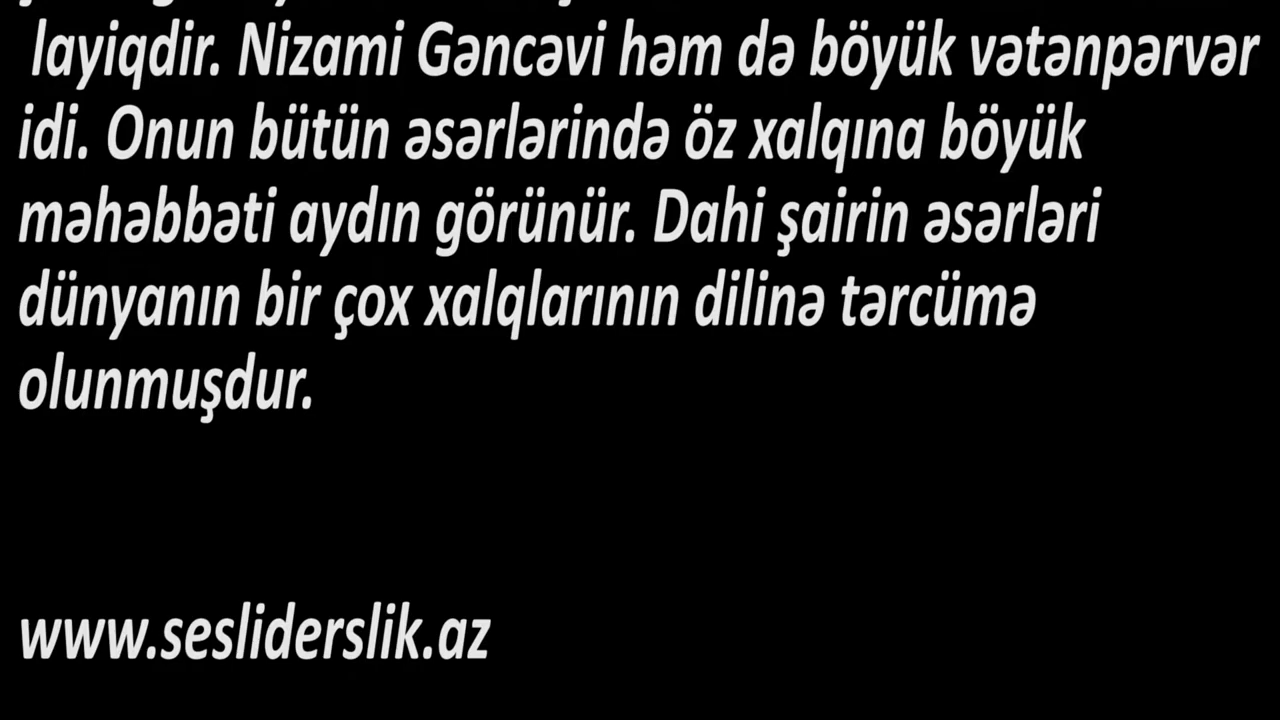 layiqdir. Nizami Gəncəvi həm də böyük vətənpərvər
idi. Onun bütün əsərlərində öz xalqına böyük
məhəbbəti aydın görünür. Dahi şairin əsərləri
dünyanın bir çox xalqlarının dilinə tərcümə
olunmuşdur.
www.sesliderslik.az